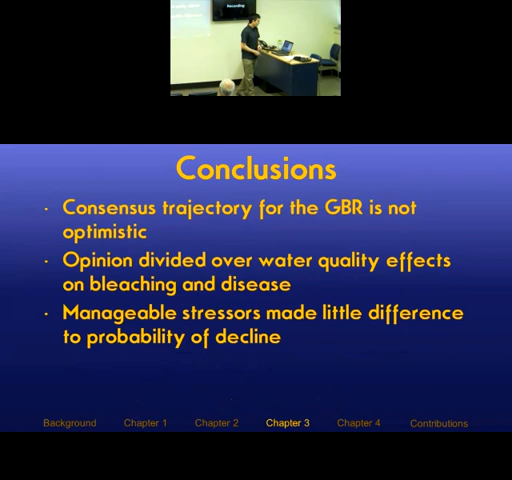 Recording
Conclusions
· Consensus trajectory for the GBR is not
optimistic
· Opinion divided over water quality effects
on bleaching and disease
· Manageable stressors made little difference
to probability of decline
Background Chapter 1 Chapter 2 Chapter 3 Chapter 4 Contributions